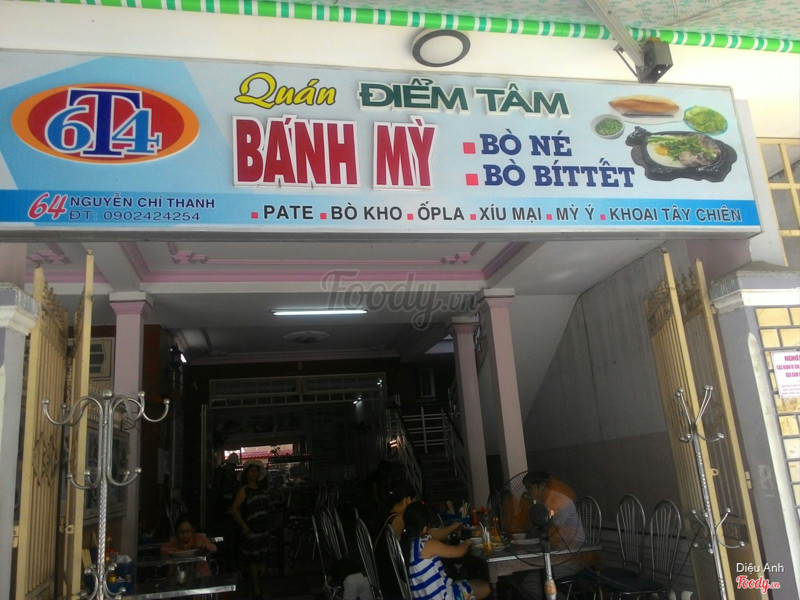 6T4
Quán ĐIỂM TÂM
BÁNH MỲ
BÒ NÉ
BÒ BÍTTẾT
64 NGUYỄN CHÍ THANH
ĐT: 0902424254
PATE BÒ KHO ỐPLA XÍU MẠI MỲ Ý KHOAI TÂY CHIÊN
Foody.vn
Diệu Anh
Foody.vn